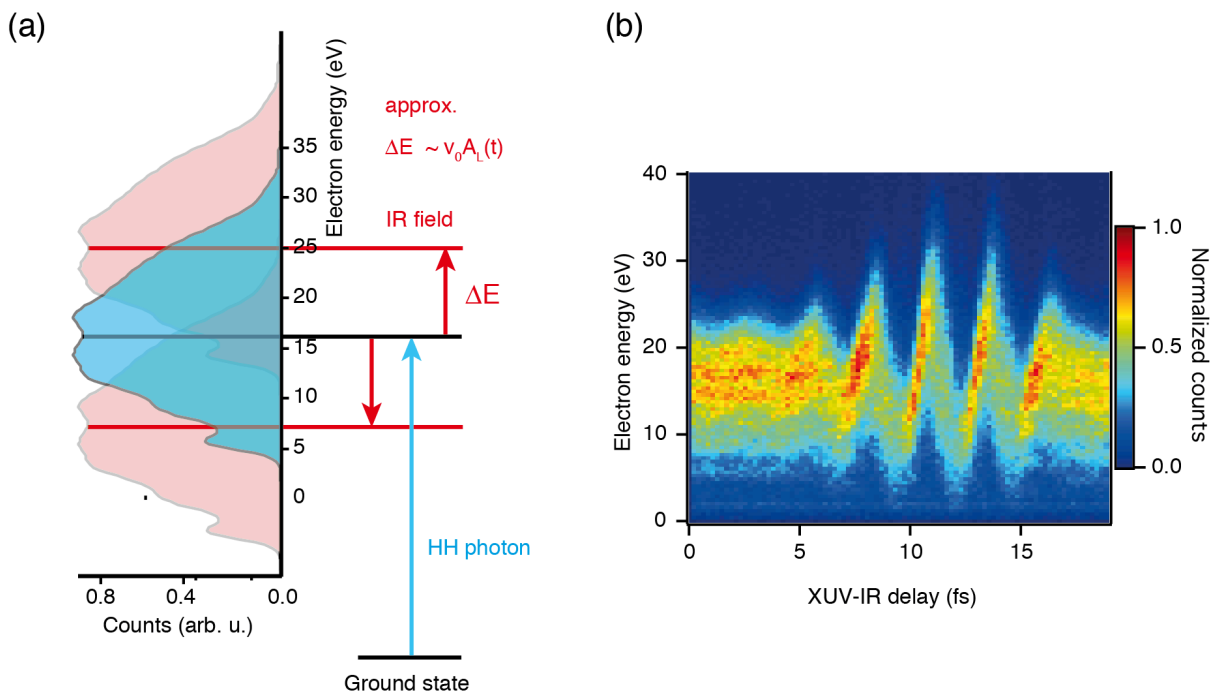 (a)
Electron energy (eV)
35
30
25
20
15
10
5
0
0.8
0.4
0.0
Counts (arb. u.)
approx.
ΔE ~ v₀A_L(t)
IR field
ΔE
HH photon
Ground state
(b)
40
30
20
10
0
Electron energy (eV)
0
5
10
15
XUV-IR delay (fs)
1.0
0.5
0.0
Normalized counts